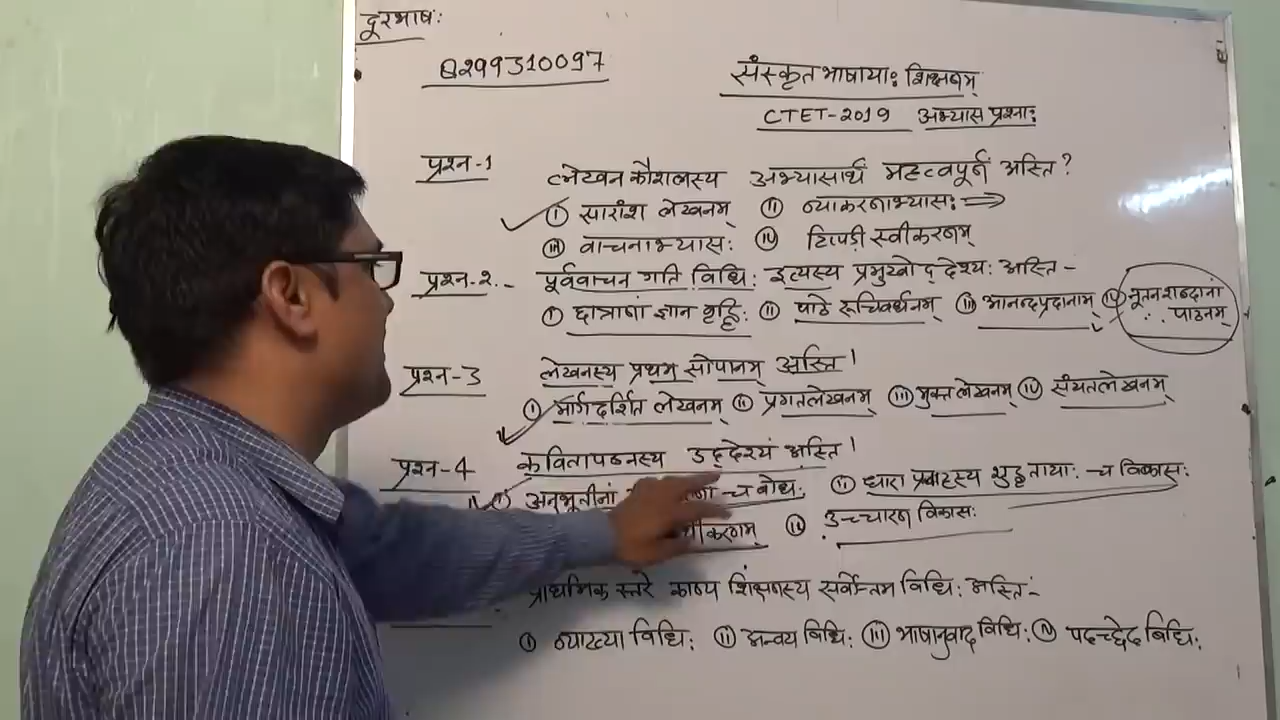 दूरभाषः
8299310097
संस्कृतभाषायाः शिक्षणम्
CTET-2019 अभ्यास प्रश्नाः
प्रश्न-1 लेखन कौशलस्य अभ्यासार्थं महत्वपूर्णं अस्ति?
(i) सारांश लेखनम् (ii) व्याकरणाभ्यासः ⇒
(iii) वाचनाभ्यासः (iv) टिप्पड़ी स्वीकरणम्
प्रश्न-2.- पूर्ववाचन गति विधिः इत्यस्य प्रमुखोद्देश्यः अस्ति -
(i) छात्राणां ज्ञान वृद्धिः (ii) पाठे रूचिवर्धनम् (iii) आनन्दप्रदानाम् (iv) नूतनशब्दानां
पाठनम्
प्रश्न-3 लेखनस्य प्रथमं सोपानम् अस्ति।
(i) मार्गदर्शित लेखनम् (ii) प्रगतलेखनम् (iii) मुक्तलेखनम् (iv) संयतलेखनम्
प्रश्न-4 कवितापठनस्य उद्देश्यं अस्ति।
(i) अनुभूतीनां च बोधः (ii) धारा प्रवाहस्य शुद्धतायाः च विकासः
करणम् (iv) उच्चारण विकासः
प्राथमिक स्तरे काव्य शिक्षणस्य सर्वोत्तम विधिः अस्ति -
(i) व्याख्या विधिः (ii) अन्वय विधिः (iii) भाषानुवाद विधिः (iv) पदच्छेद विधिः